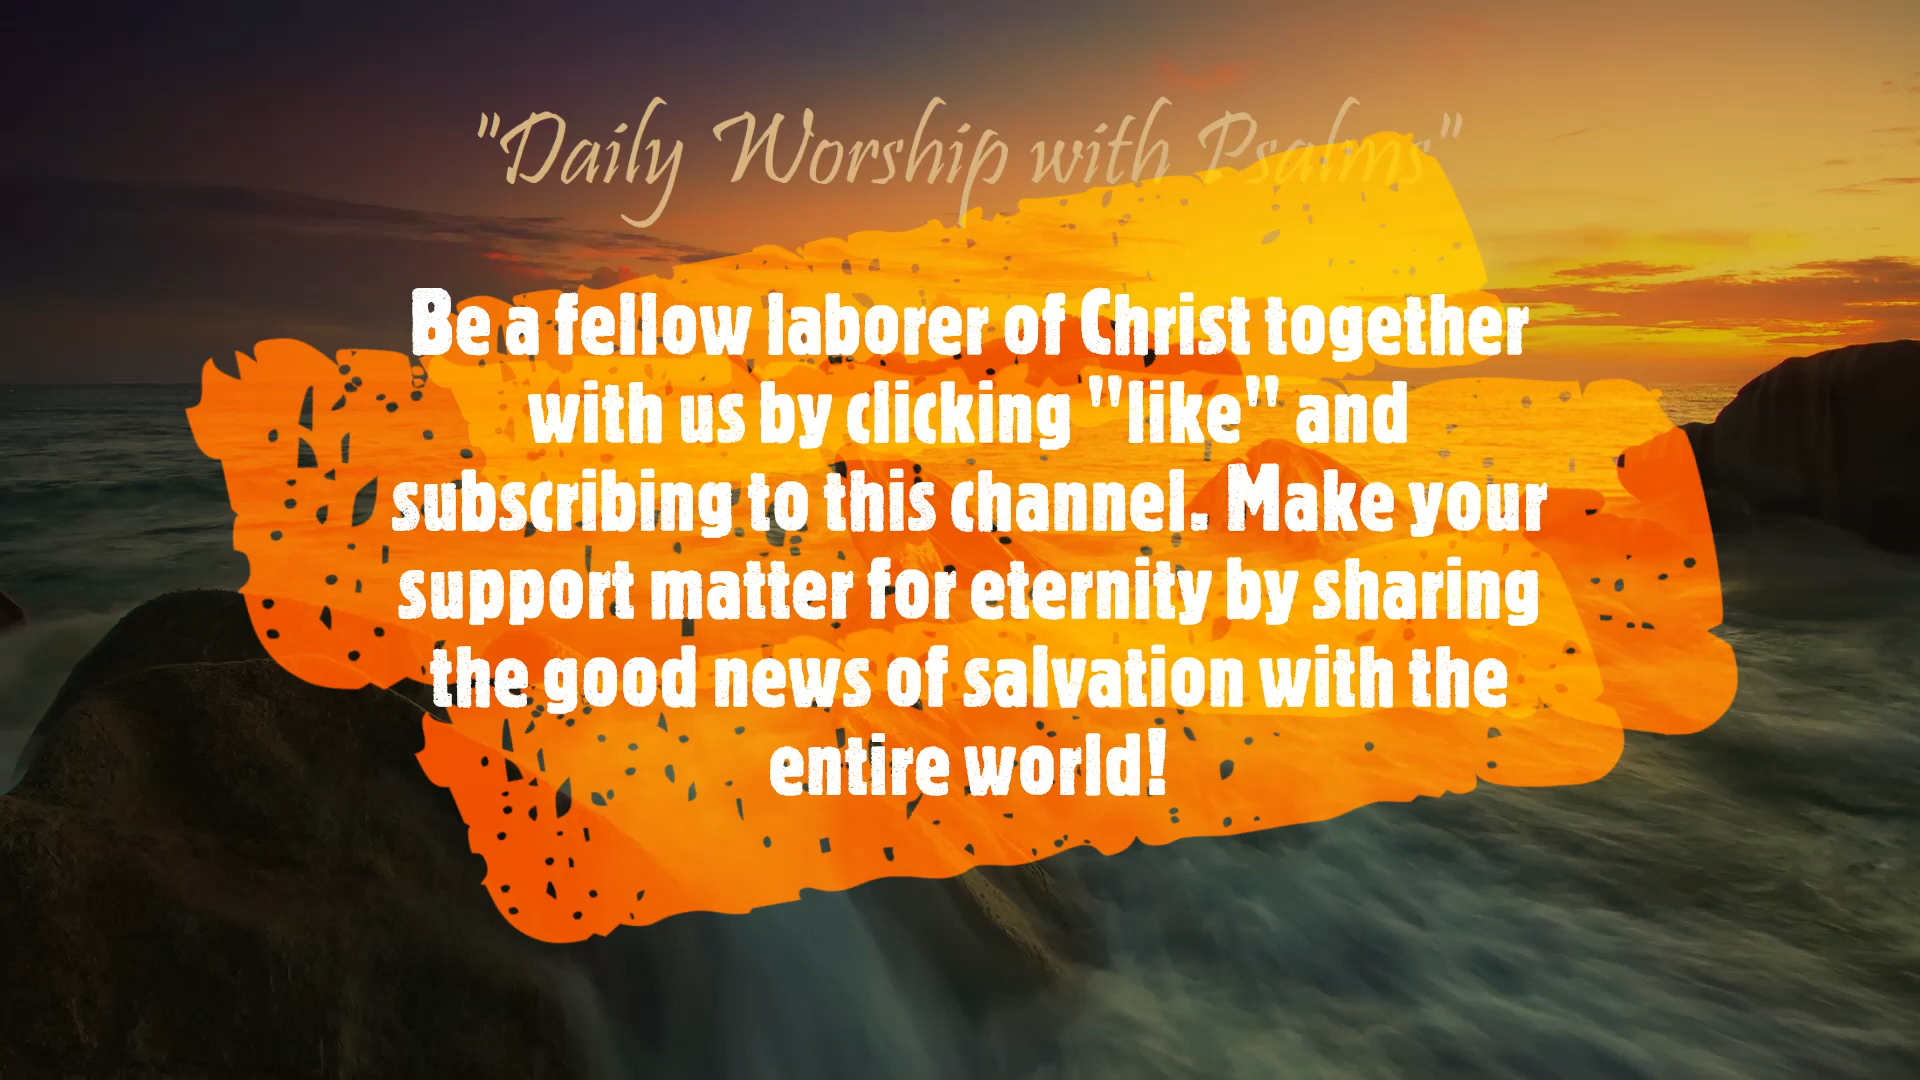 "Daily Worship with Psalms"
Be a fellow laborer of Christ together
with us by clicking "like" and
subscribing to this channel. Make your
support matter for eternity by sharing
the good news of salvation with the
entire world!